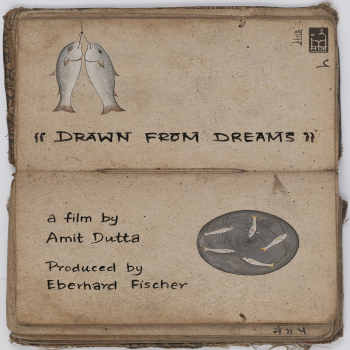 “ DRAWN FROM DREAMS ”
a film by
Amit Dutta
Produced by
Eberhard Fischer